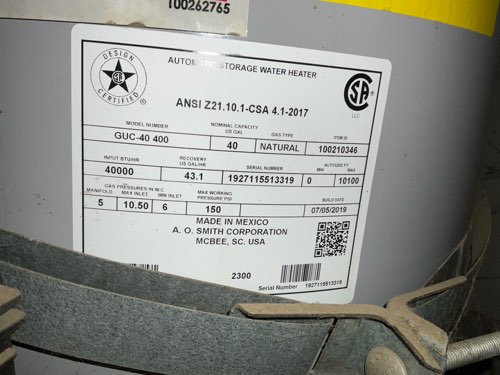 100262765
DESIGN
CERTIFIED
AUTOMATIC STORAGE WATER HEATER
ANSI Z21.10.1-CSA 4.1-2017
LLC
MODEL NUMBER NOMINAL CAPACITY US GAL GAS TYPE ITEM ID
GUC-40 400 40 NATURAL 100210346
INPUT BTU/HR RECOVERY US GAL/HR SERIAL NUMBER ALTITUDE FT MIN MAX
40000 43.1 1927115513319 0 10100
GAS PRESSURES IN W.C.
MANIFOLD MAX INLET MIN INLET MAX WORKING PRESSURE PSI BUILD DATE
5 10.50 6 150 07/05/2019
MADE IN MEXICO
A. O. SMITH CORPORATION
MCBEE, SC. USA
2300
Serial Number 1927115513319